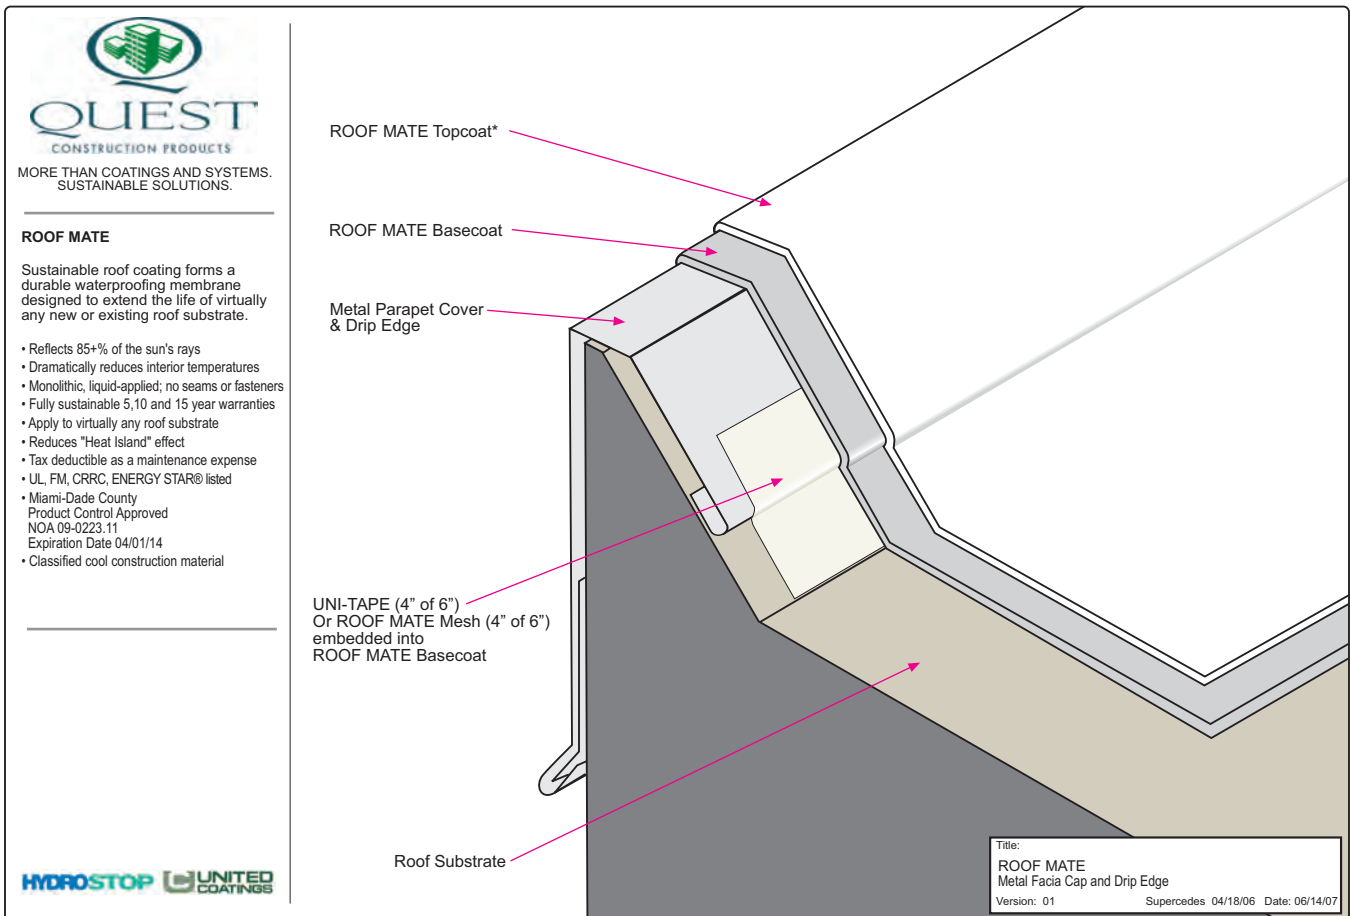 QUEST
CONSTRUCTION PRODUCTS
MORE THAN COATINGS AND SYSTEMS.
SUSTAINABLE SOLUTIONS.
ROOF MATE
Sustainable roof coating forms a
durable waterproofing membrane
designed to extend the life of virtually
any new or existing roof substrate.
• Reflects 85+% of the sun's rays
• Dramatically reduces interior temperatures
• Monolithic, liquid-applied; no seams or fasteners
• Fully sustainable 5,10 and 15 year warranties
• Apply to virtually any roof substrate
• Reduces "Heat Island" effect
• Tax deductible as a maintenance expense
• UL, FM, CRRC, ENERGY STAR® listed
• Miami-Dade County
Product Control Approved
NOA 09-0223.11
Expiration Date 04/01/14
• Classified cool construction material
HYDROSTOP
UNITED
COATINGS
ROOF MATE Topcoat*
ROOF MATE Basecoat
Metal Parapet Cover
& Drip Edge
UNI-TAPE (4” of 6”)
Or ROOF MATE Mesh (4” of 6”)
embedded into
ROOF MATE Basecoat
Roof Substrate
Title:
ROOF MATE
Metal Facia Cap and Drip Edge
Version: 01 Supercedes 04/18/06 Date: 06/14/07